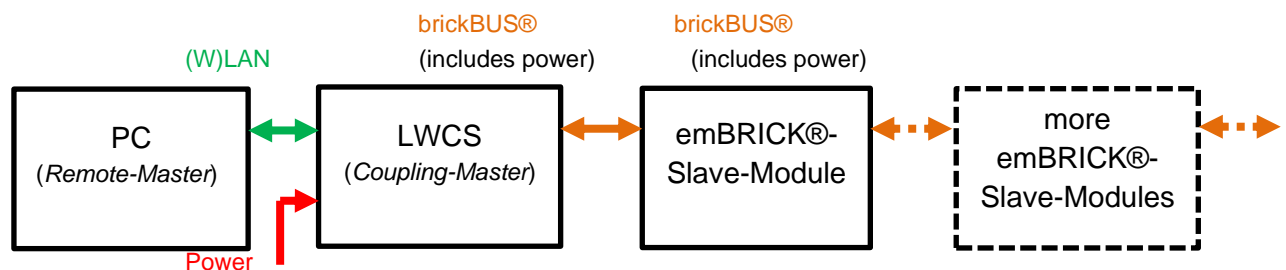 brickBUS®
brickBUS®
(W)LAN
(includes power)
(includes power)
PC
(Remote-Master)
LWCS
(Coupling-Master)
emBRICK®-
Slave-Module
more
emBRICK®-
Slave-Modules
Power